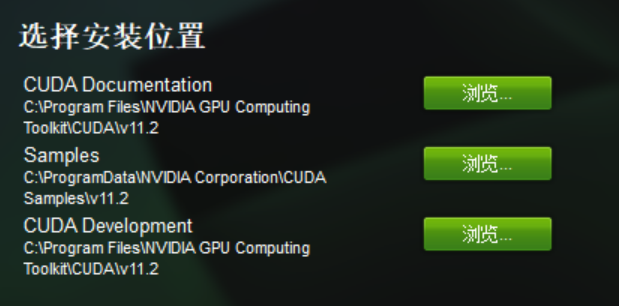 选择安装位置
CUDA Documentation
C:\Program Files\NVIDIA GPU Computing
Toolkit\CUDA\v11.2
浏览...
Samples
C:\ProgramData\NVIDIA Corporation\CUDA
Samples\v11.2
浏览...
CUDA Development
C:\Program Files\NVIDIA GPU Computing
Toolkit\CUDA\v11.2
浏览...